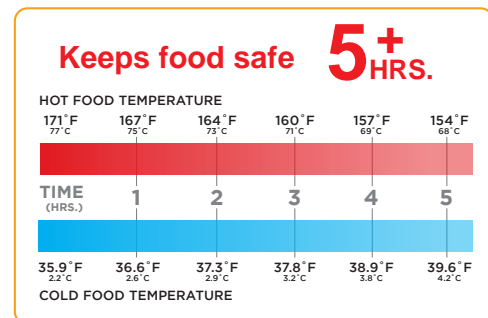 Keeps food safe 5+ HRS.
HOT FOOD TEMPERATURE
171°F 167°F 164°F 160°F 157°F 154°F
77°C 75°C 73°C 71°C 69°C 68°C
TIME 1 2 3 4 5
(HRS.)
35.9°F 36.6°F 37.3°F 37.8°F 38.9°F 39.6°F
2.2°C 2.6°C 2.9°C 3.2°C 3.8°C 4.2°C
COLD FOOD TEMPERATURE